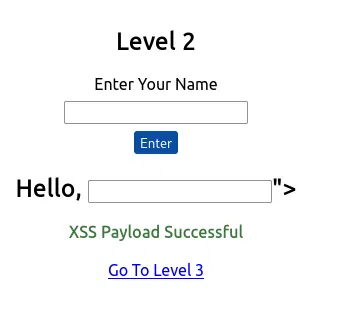 Level 2
Enter Your Name
Enter
Hello, ">
XSS Payload Successful
Go To Level 3